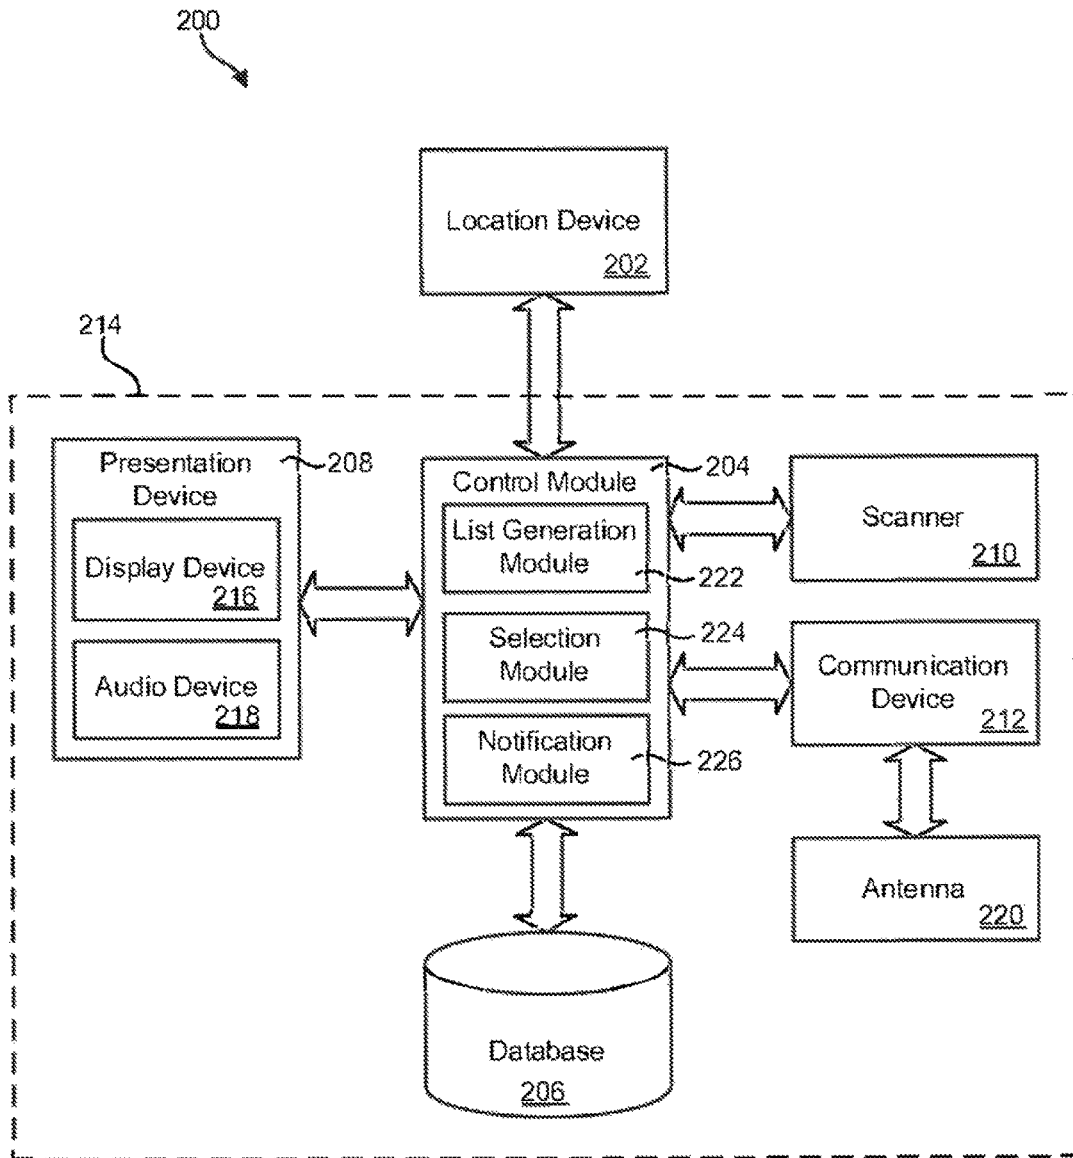 200
Location Device
202
214
Presentation
Device
208
Display Device
216
Audio Device
218
Control Module
204
List Generation
Module
222
Selection
Module
224
Notification
Module
226
Scanner
210
Communication
Device
212
Antenna
220
Database
206